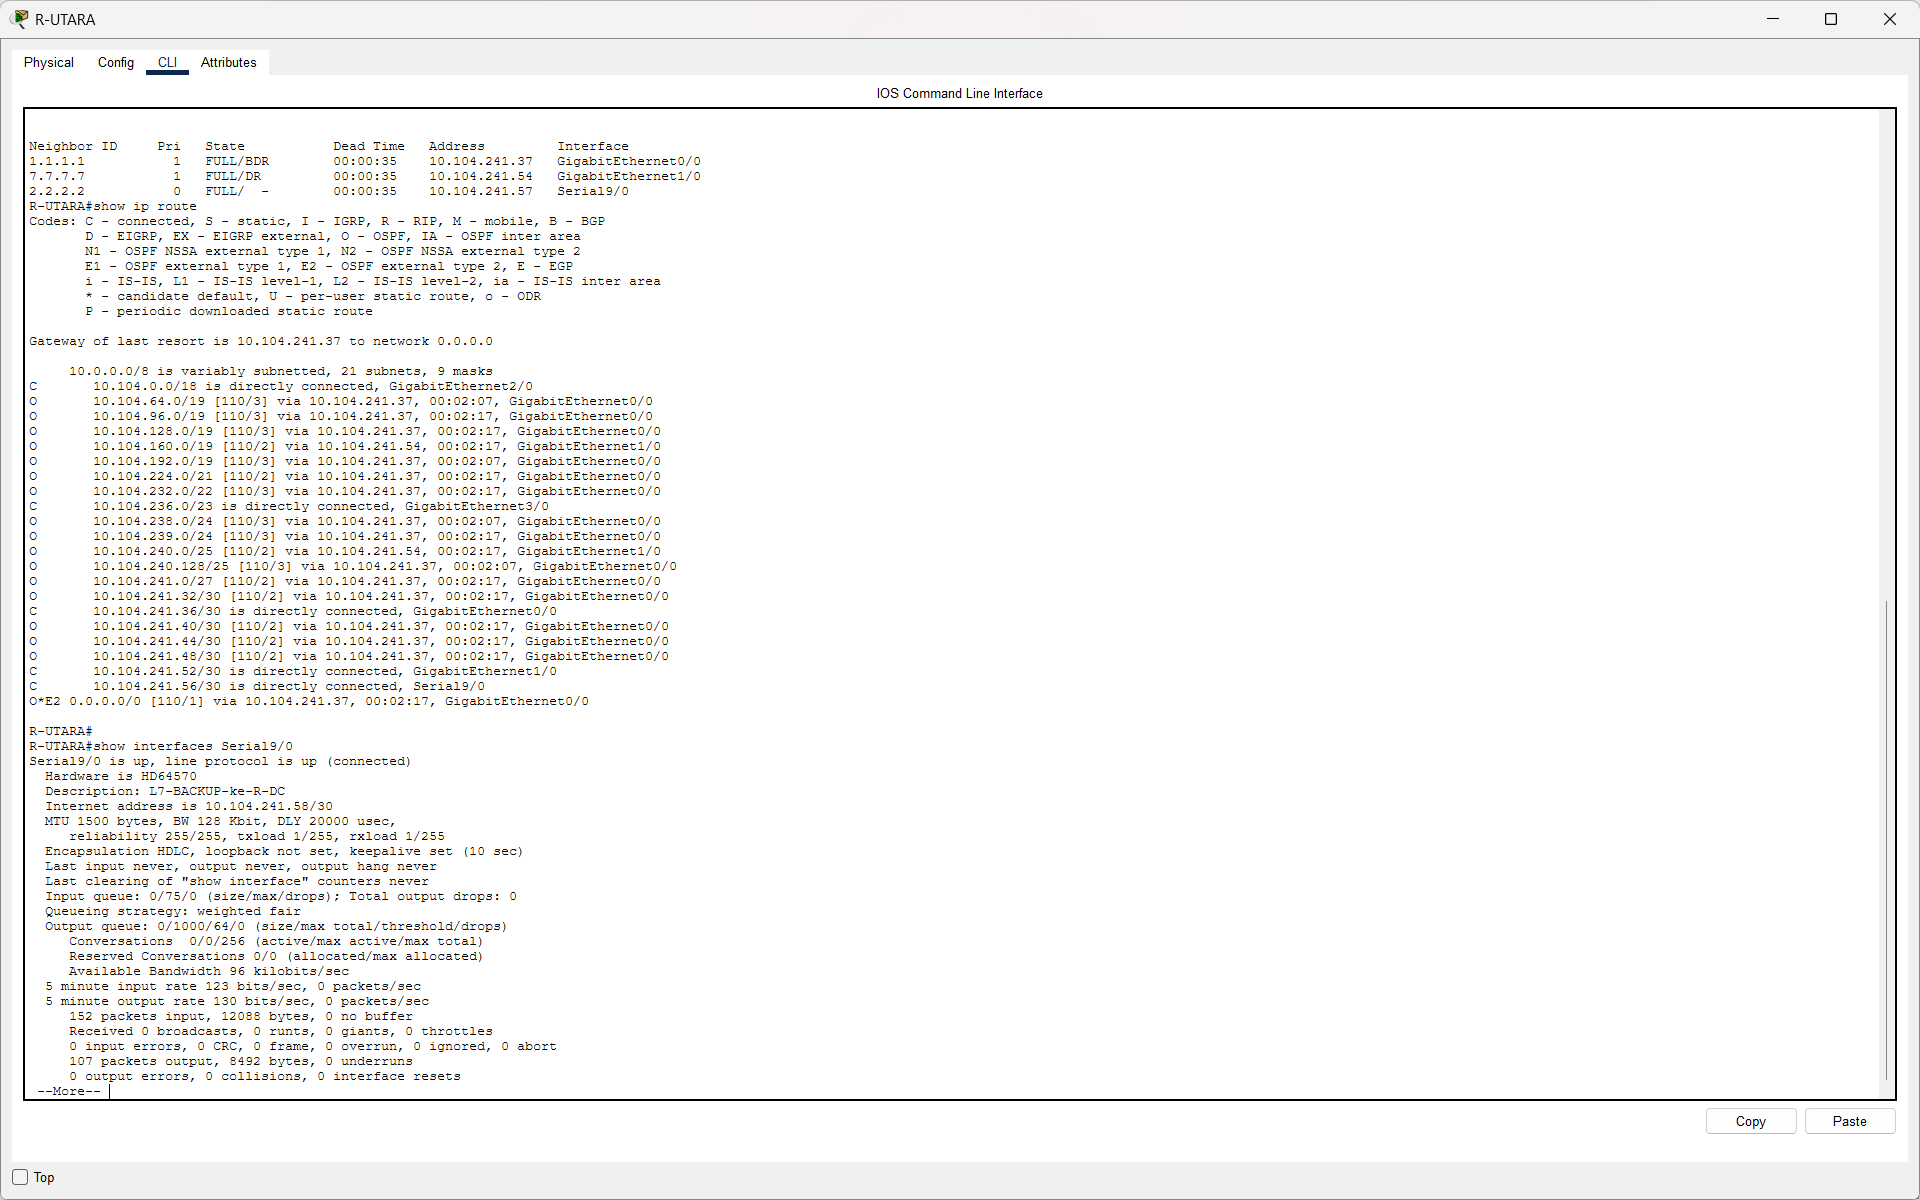 R-UTARA
Physical Config CLI Attributes
IOS Command Line Interface
Neighbor ID     Pri   State           Dead Time   Address         Interface
1.1.1.1           1   FULL/BDR        00:00:35    10.104.241.37   GigabitEthernet0/0
7.7.7.7           1   FULL/DR         00:00:35    10.104.241.54   GigabitEthernet1/0
2.2.2.2           0   FULL/  -        00:00:35    10.104.241.57   Serial9/0
R-UTARA#show ip route
Codes: C - connected, S - static, I - IGRP, R - RIP, M - mobile, B - BGP
       D - EIGRP, EX - EIGRP external, O - OSPF, IA - OSPF inter area
       N1 - OSPF NSSA external type 1, N2 - OSPF NSSA external type 2
       E1 - OSPF external type 1, E2 - OSPF external type 2, E - EGP
       i - IS-IS, L1 - IS-IS level-1, L2 - IS-IS level-2, ia - IS-IS inter area
       * - candidate default, U - per-user static route, o - ODR
       P - periodic downloaded static route
Gateway of last resort is 10.104.241.37 to network 0.0.0.0
     10.0.0.0/8 is variably subnetted, 21 subnets, 9 masks
C       10.104.0.0/18 is directly connected, GigabitEthernet2/0
O       10.104.64.0/19 [110/3] via 10.104.241.37, 00:02:07, GigabitEthernet0/0
O       10.104.96.0/19 [110/3] via 10.104.241.37, 00:02:17, GigabitEthernet0/0
O       10.104.128.0/19 [110/3] via 10.104.241.37, 00:02:17, GigabitEthernet0/0
O       10.104.160.0/19 [110/2] via 10.104.241.54, 00:02:17, GigabitEthernet1/0
O       10.104.192.0/19 [110/3] via 10.104.241.37, 00:02:07, GigabitEthernet0/0
O       10.104.224.0/21 [110/2] via 10.104.241.37, 00:02:17, GigabitEthernet0/0
O       10.104.232.0/22 [110/3] via 10.104.241.37, 00:02:17, GigabitEthernet0/0
C       10.104.236.0/23 is directly connected, GigabitEthernet3/0
O       10.104.238.0/24 [110/3] via 10.104.241.37, 00:02:07, GigabitEthernet0/0
O       10.104.239.0/24 [110/3] via 10.104.241.37, 00:02:17, GigabitEthernet0/0
O       10.104.240.0/25 [110/2] via 10.104.241.54, 00:02:17, GigabitEthernet1/0
O       10.104.240.128/25 [110/3] via 10.104.241.37, 00:02:07, GigabitEthernet0/0
O       10.104.241.0/27 [110/2] via 10.104.241.37, 00:02:17, GigabitEthernet0/0
O       10.104.241.32/30 [110/2] via 10.104.241.37, 00:02:17, GigabitEthernet0/0
C       10.104.241.36/30 is directly connected, GigabitEthernet0/0
O       10.104.241.40/30 [110/2] via 10.104.241.37, 00:02:17, GigabitEthernet0/0
O       10.104.241.44/30 [110/2] via 10.104.241.37, 00:02:17, GigabitEthernet0/0
O       10.104.241.48/30 [110/2] via 10.104.241.37, 00:02:17, GigabitEthernet0/0
C       10.104.241.52/30 is directly connected, GigabitEthernet1/0
C       10.104.241.56/30 is directly connected, Serial9/0
O*E2 0.0.0.0/0 [110/1] via 10.104.241.37, 00:02:17, GigabitEthernet0/0
R-UTARA#
R-UTARA#show interfaces Serial9/0
Serial9/0 is up, line protocol is up (connected)
  Hardware is HD64570
  Description: L7-BACKUP-ke-R-DC
  Internet address is 10.104.241.58/30
  MTU 1500 bytes, BW 128 Kbit, DLY 20000 usec,
     reliability 255/255, txload 1/255, rxload 1/255
  Encapsulation HDLC, loopback not set, keepalive set (10 sec)
  Last input never, output never, output hang never
  Last clearing of "show interface" counters never
  Input queue: 0/75/0 (size/max/drops); Total output drops: 0
  Queueing strategy: weighted fair
  Output queue: 0/1000/64/0 (size/max total/threshold/drops)
     Conversations  0/0/256 (active/max active/max total)
     Reserved Conversations 0/0 (allocated/max allocated)
     Available Bandwidth 96 kilobits/sec
  5 minute input rate 123 bits/sec, 0 packets/sec
  5 minute output rate 130 bits/sec, 0 packets/sec
     152 packets input, 12088 bytes, 0 no buffer
     Received 0 broadcasts, 0 runts, 0 giants, 0 throttles
     0 input errors, 0 CRC, 0 frame, 0 overrun, 0 ignored, 0 abort
     107 packets output, 8492 bytes, 0 underruns
     0 output errors, 0 collisions, 0 interface resets
 --More--
Copy Paste
Top